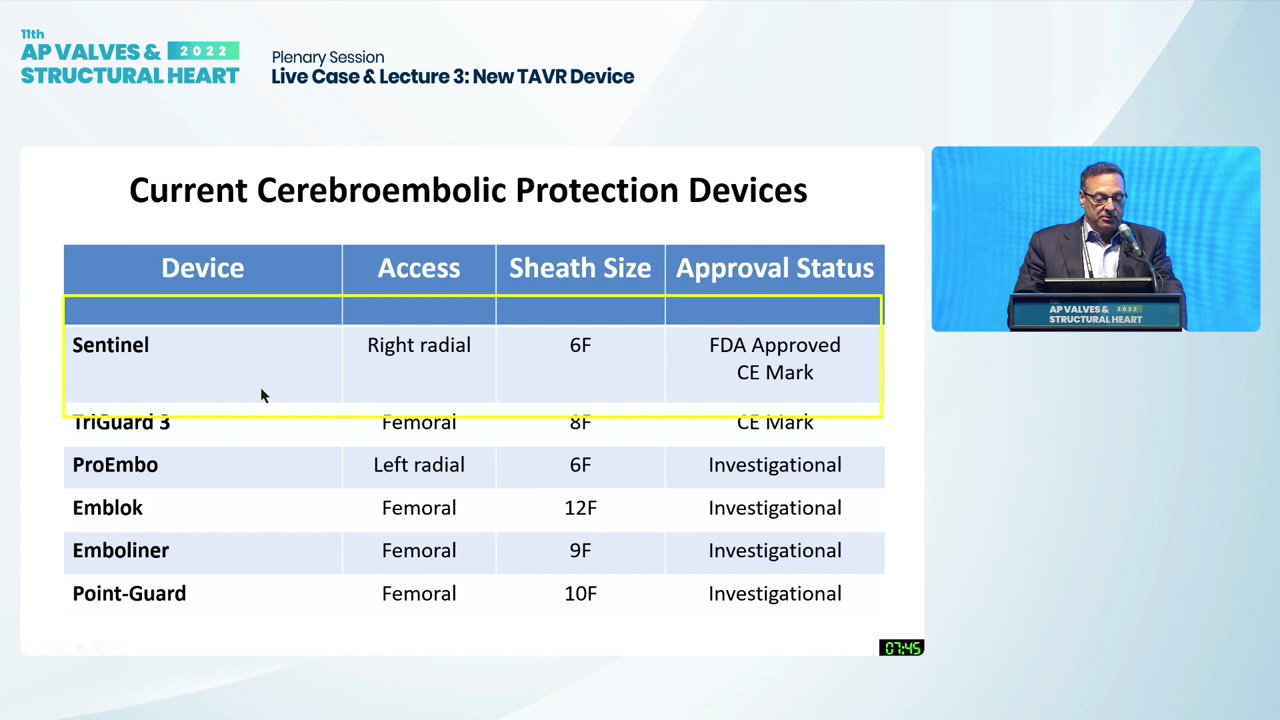 11th
AP VALVES & 2022
STRUCTURAL HEART
Plenary Session
Live Case & Lecture 3: New TAVR Device
Current Cerebroembolic Protection Devices
Device Access Sheath Size Approval Status
Sentinel Right radial 6F FDA Approved
CE Mark
TriGuard 3 Femoral 8F CE Mark
ProEmbo Left radial 6F Investigational
Emblok Femoral 12F Investigational
Emboliner Femoral 9F Investigational
Point-Guard Femoral 10F Investigational
07:45
AP VALVES & 2022
STRUCTURAL HEART